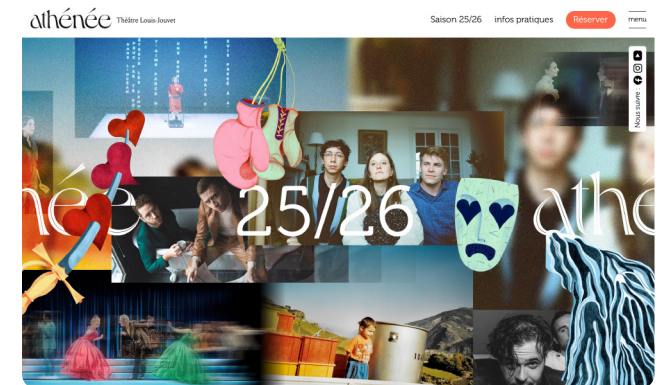 athénée Théâtre Louis-Jouvet
Saison 25/26
infos pratiques
Réserver
menu
Nous suivre :
née
25/26
athé